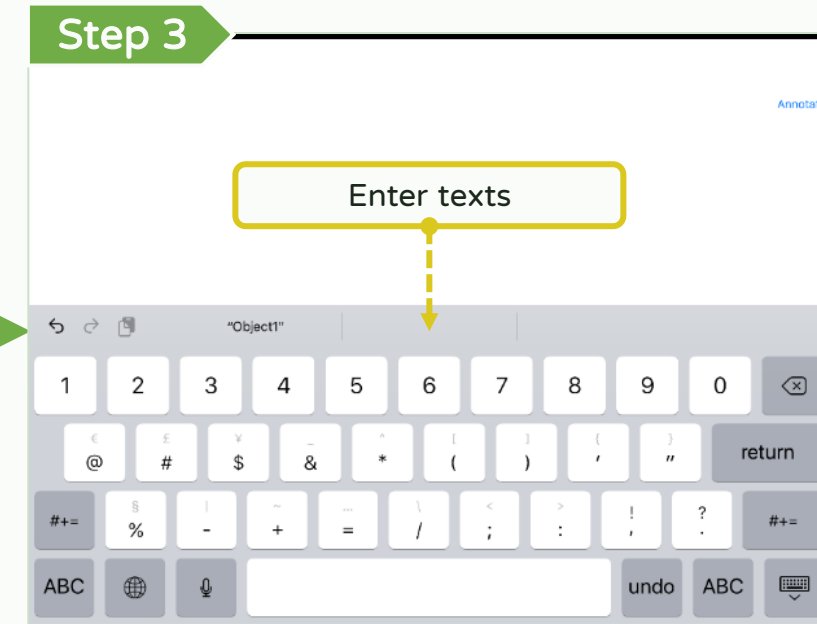 Step 3
Annotat
Enter texts
"Object1"
1 2 3 4 5 6 7 8 9 0
€ £ ¥ _ ^ [ ] { }
@ # $ & * ( ) ' "
return
§ | ~ … \ < > ! ?
#+= % - + = / ; : , . #+=
ABC undo ABC